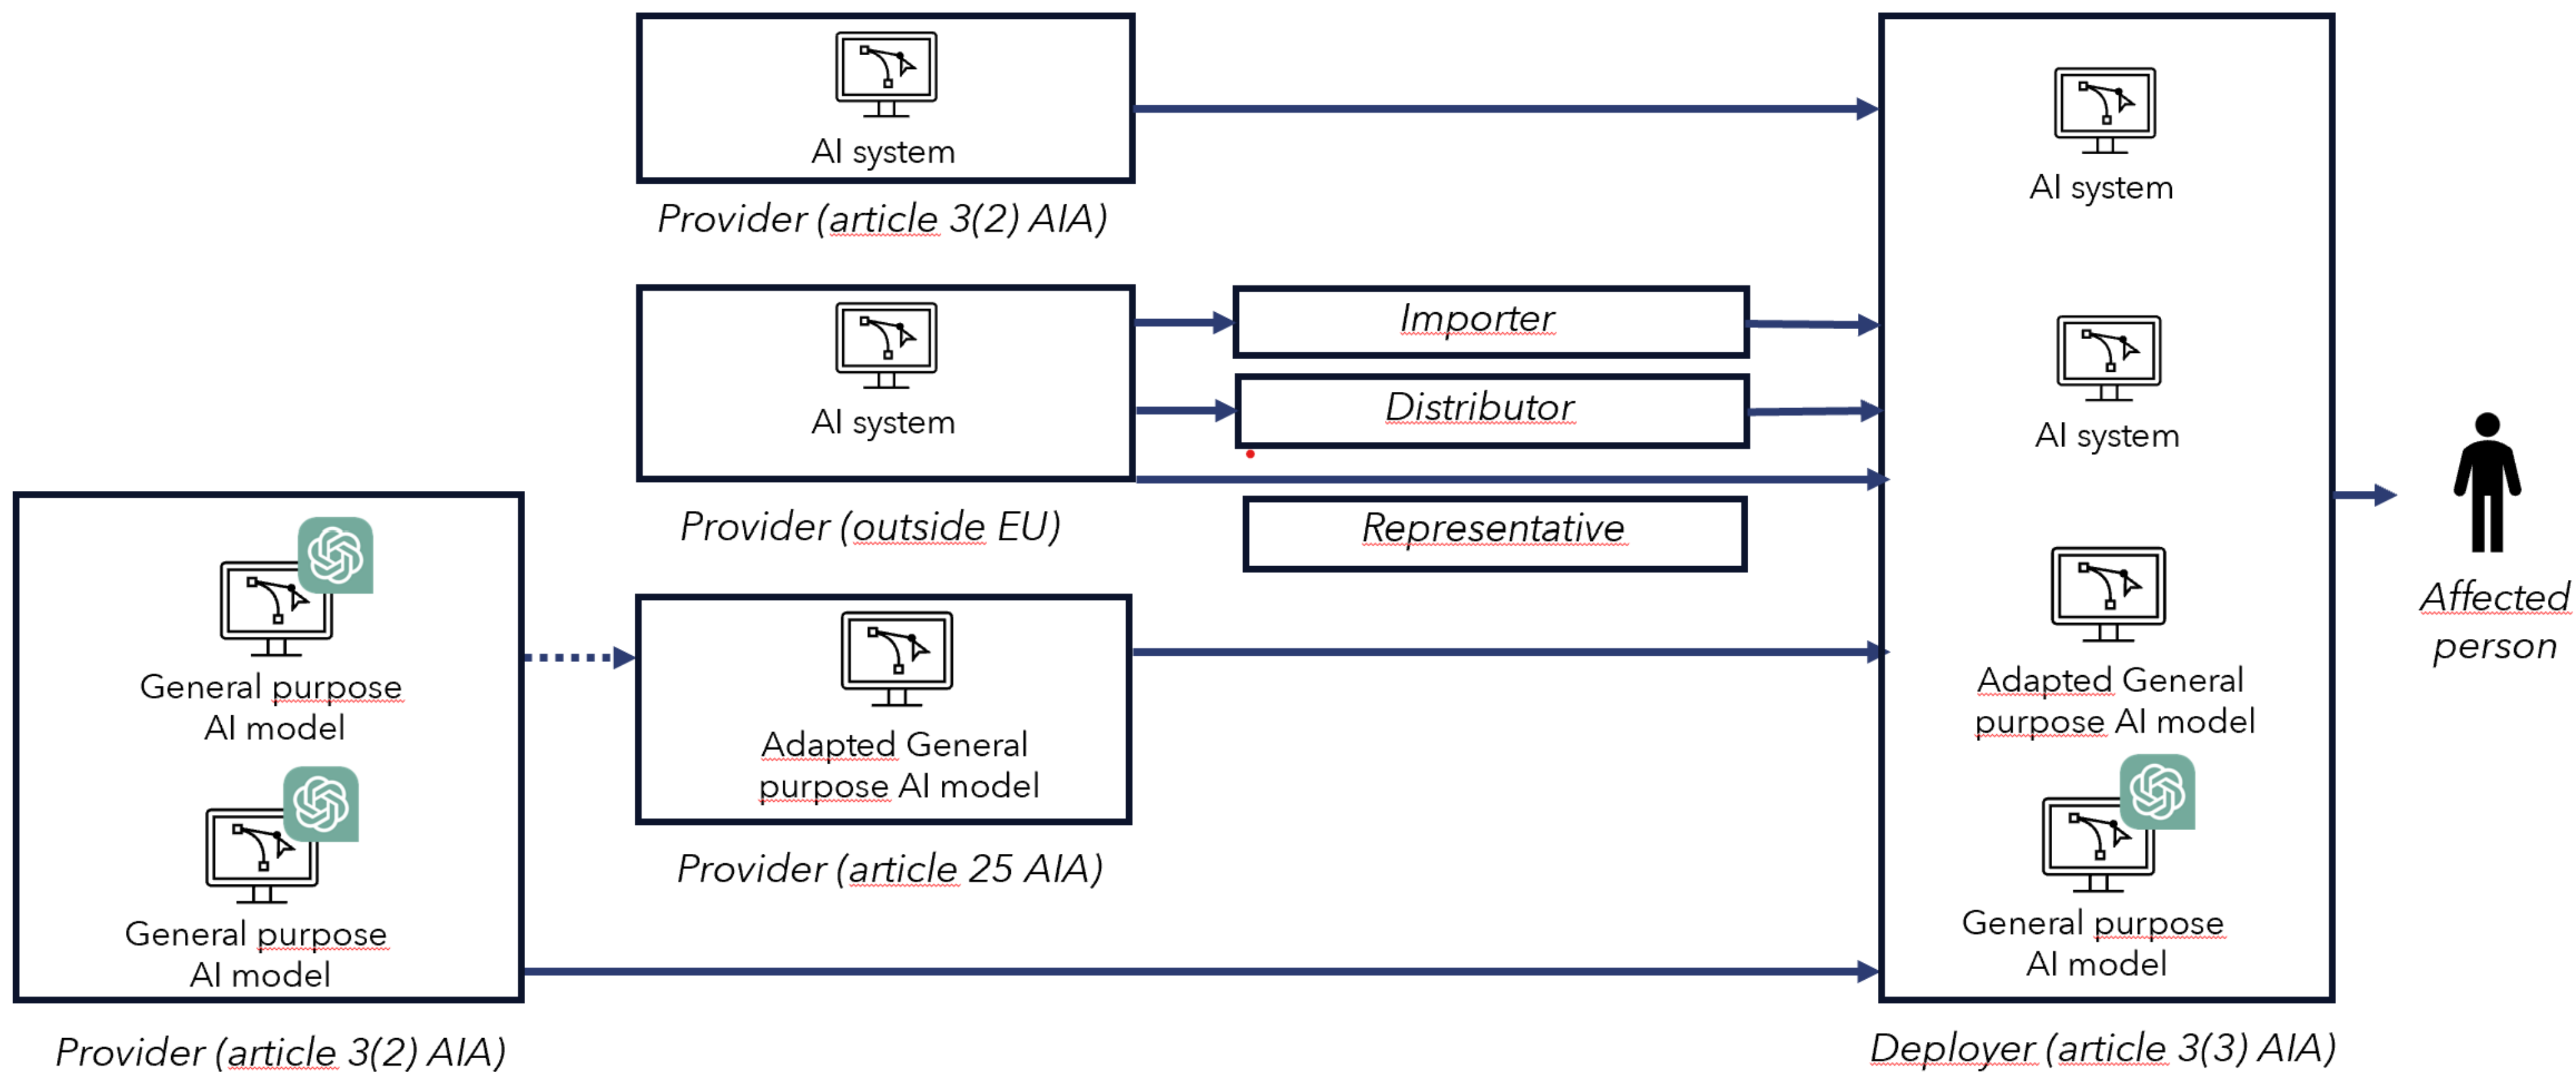 AI system
Provider (article 3(2) AIA)
AI system
Provider (outside EU)
Importer
Distributor
Representative
General purpose
AI model
General purpose
AI model
Provider (article 3(2) AIA)
Adapted General
purpose AI model
Provider (article 25 AIA)
AI system
AI system
Adapted General
purpose AI model
General purpose
AI model
Deployer (article 3(3) AIA)
Affected
person